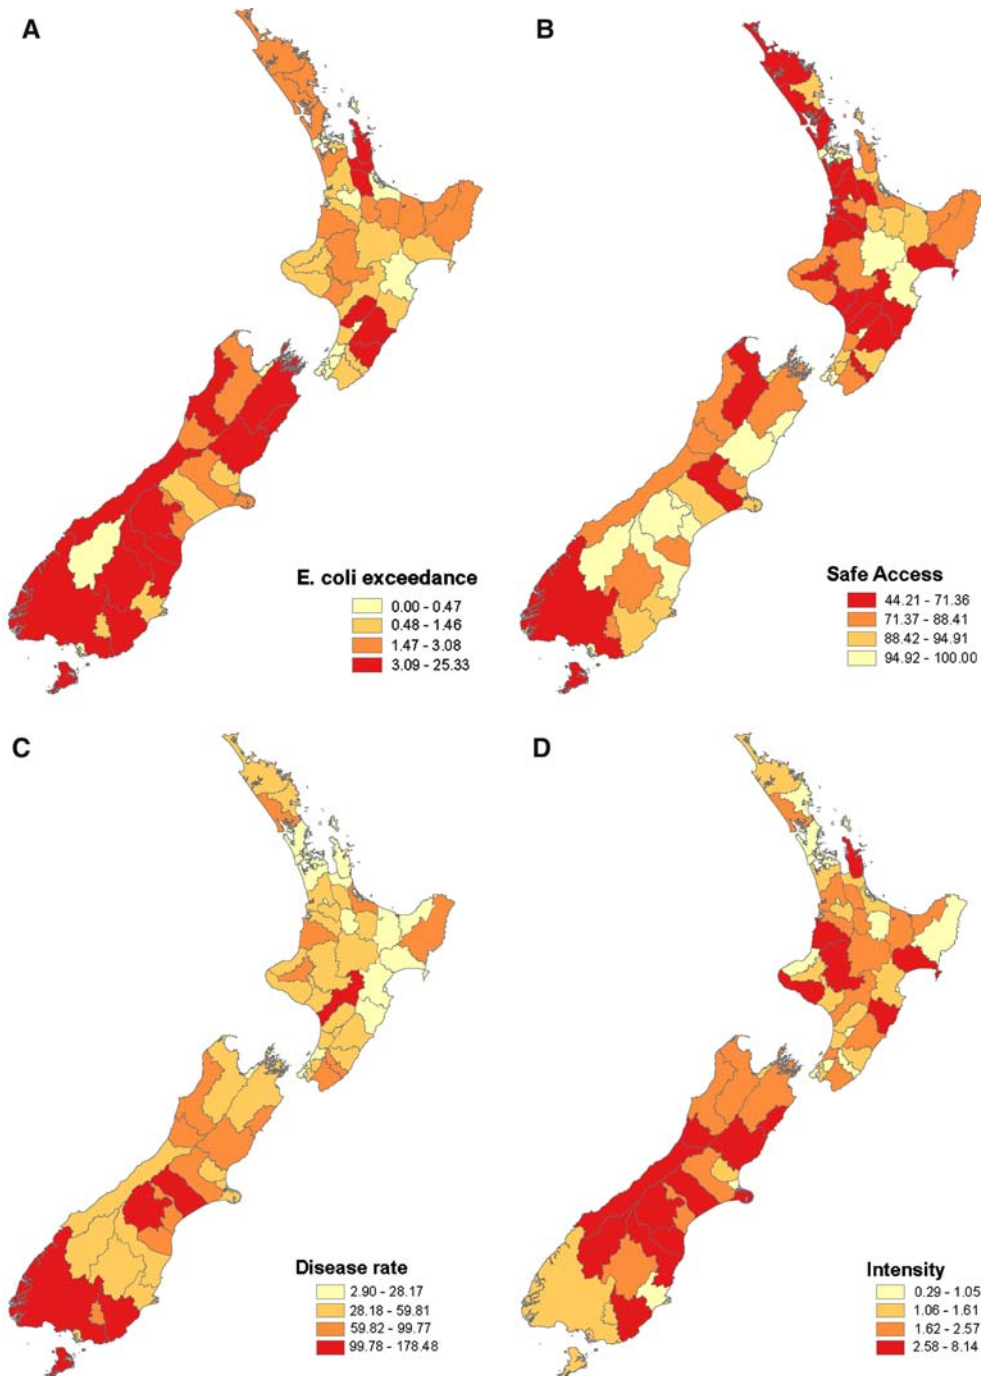 A
B
E. coli exceedance
0.00 - 0.47
0.48 - 1.46
1.47 - 3.08
3.09 - 25.33
Safe Access
44.21 - 71.36
71.37 - 88.41
88.42 - 94.91
94.92 - 100.00
C
D
Disease rate
2.90 - 28.17
28.18 - 59.81
59.82 - 99.77
99.78 - 178.48
Intensity
0.29 - 1.05
1.06 - 1.61
1.62 - 2.57
2.58 - 8.14